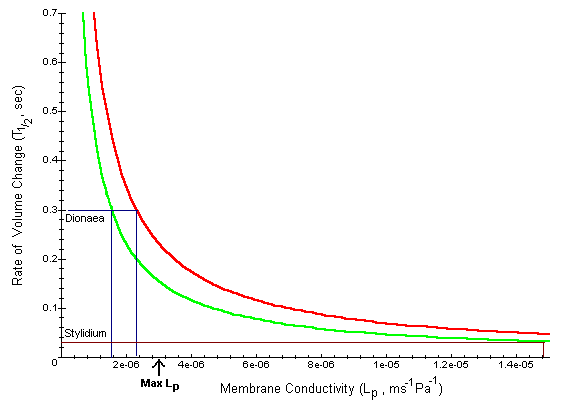 Rate of Volume Change (T1/2, sec)
0.7
0.6
0.5
0.4
0.3
0.2
0.1
0
Dionaea
Stylidium
2e-06
4e-06
6e-06
8e-06
1e-05
1.2e-05
1.4e-05
Max Lp
Membrane Conductivity (Lp , ms-1Pa-1)